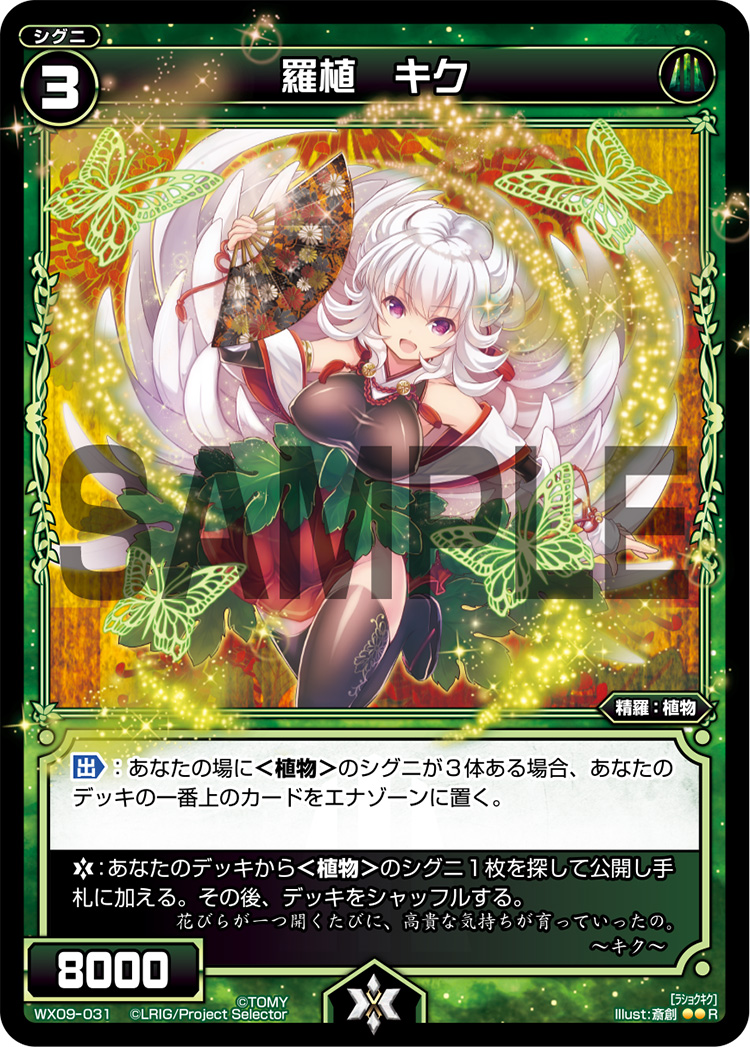 シグニ
3
羅植　キク
SAMPLE
精羅：植物
出：あなたの場に＜植物＞のシグニが３体ある場合、あなたの
デッキの一番上のカードをエナゾーンに置く。
：あなたのデッキから＜植物＞のシグニ１枚を探して公開し手
札に加える。その後、デッキをシャッフルする。
花びらが一つ開くたびに、高貴な気持ちが育っていったの。
～キク～
8000
WX09-031 ©LRIG/Project Selector
©TOMY
[ラショクキク]
Illust:斎創 R